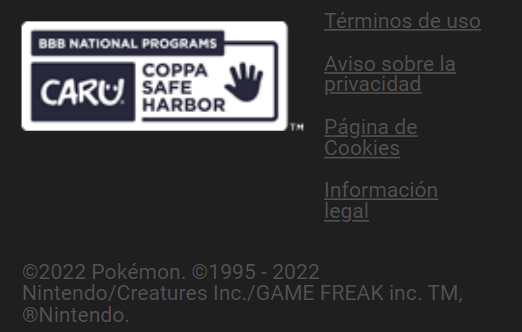 BBB NATIONAL PROGRAMS
CARU
COPPA
SAFE
HARBOR
TM
Términos de uso
Aviso sobre la
privacidad
Página de
Cookies
Información
legal
©2022 Pokémon. ©1995 - 2022
Nintendo/Creatures Inc./GAME FREAK inc. TM,
®Nintendo.